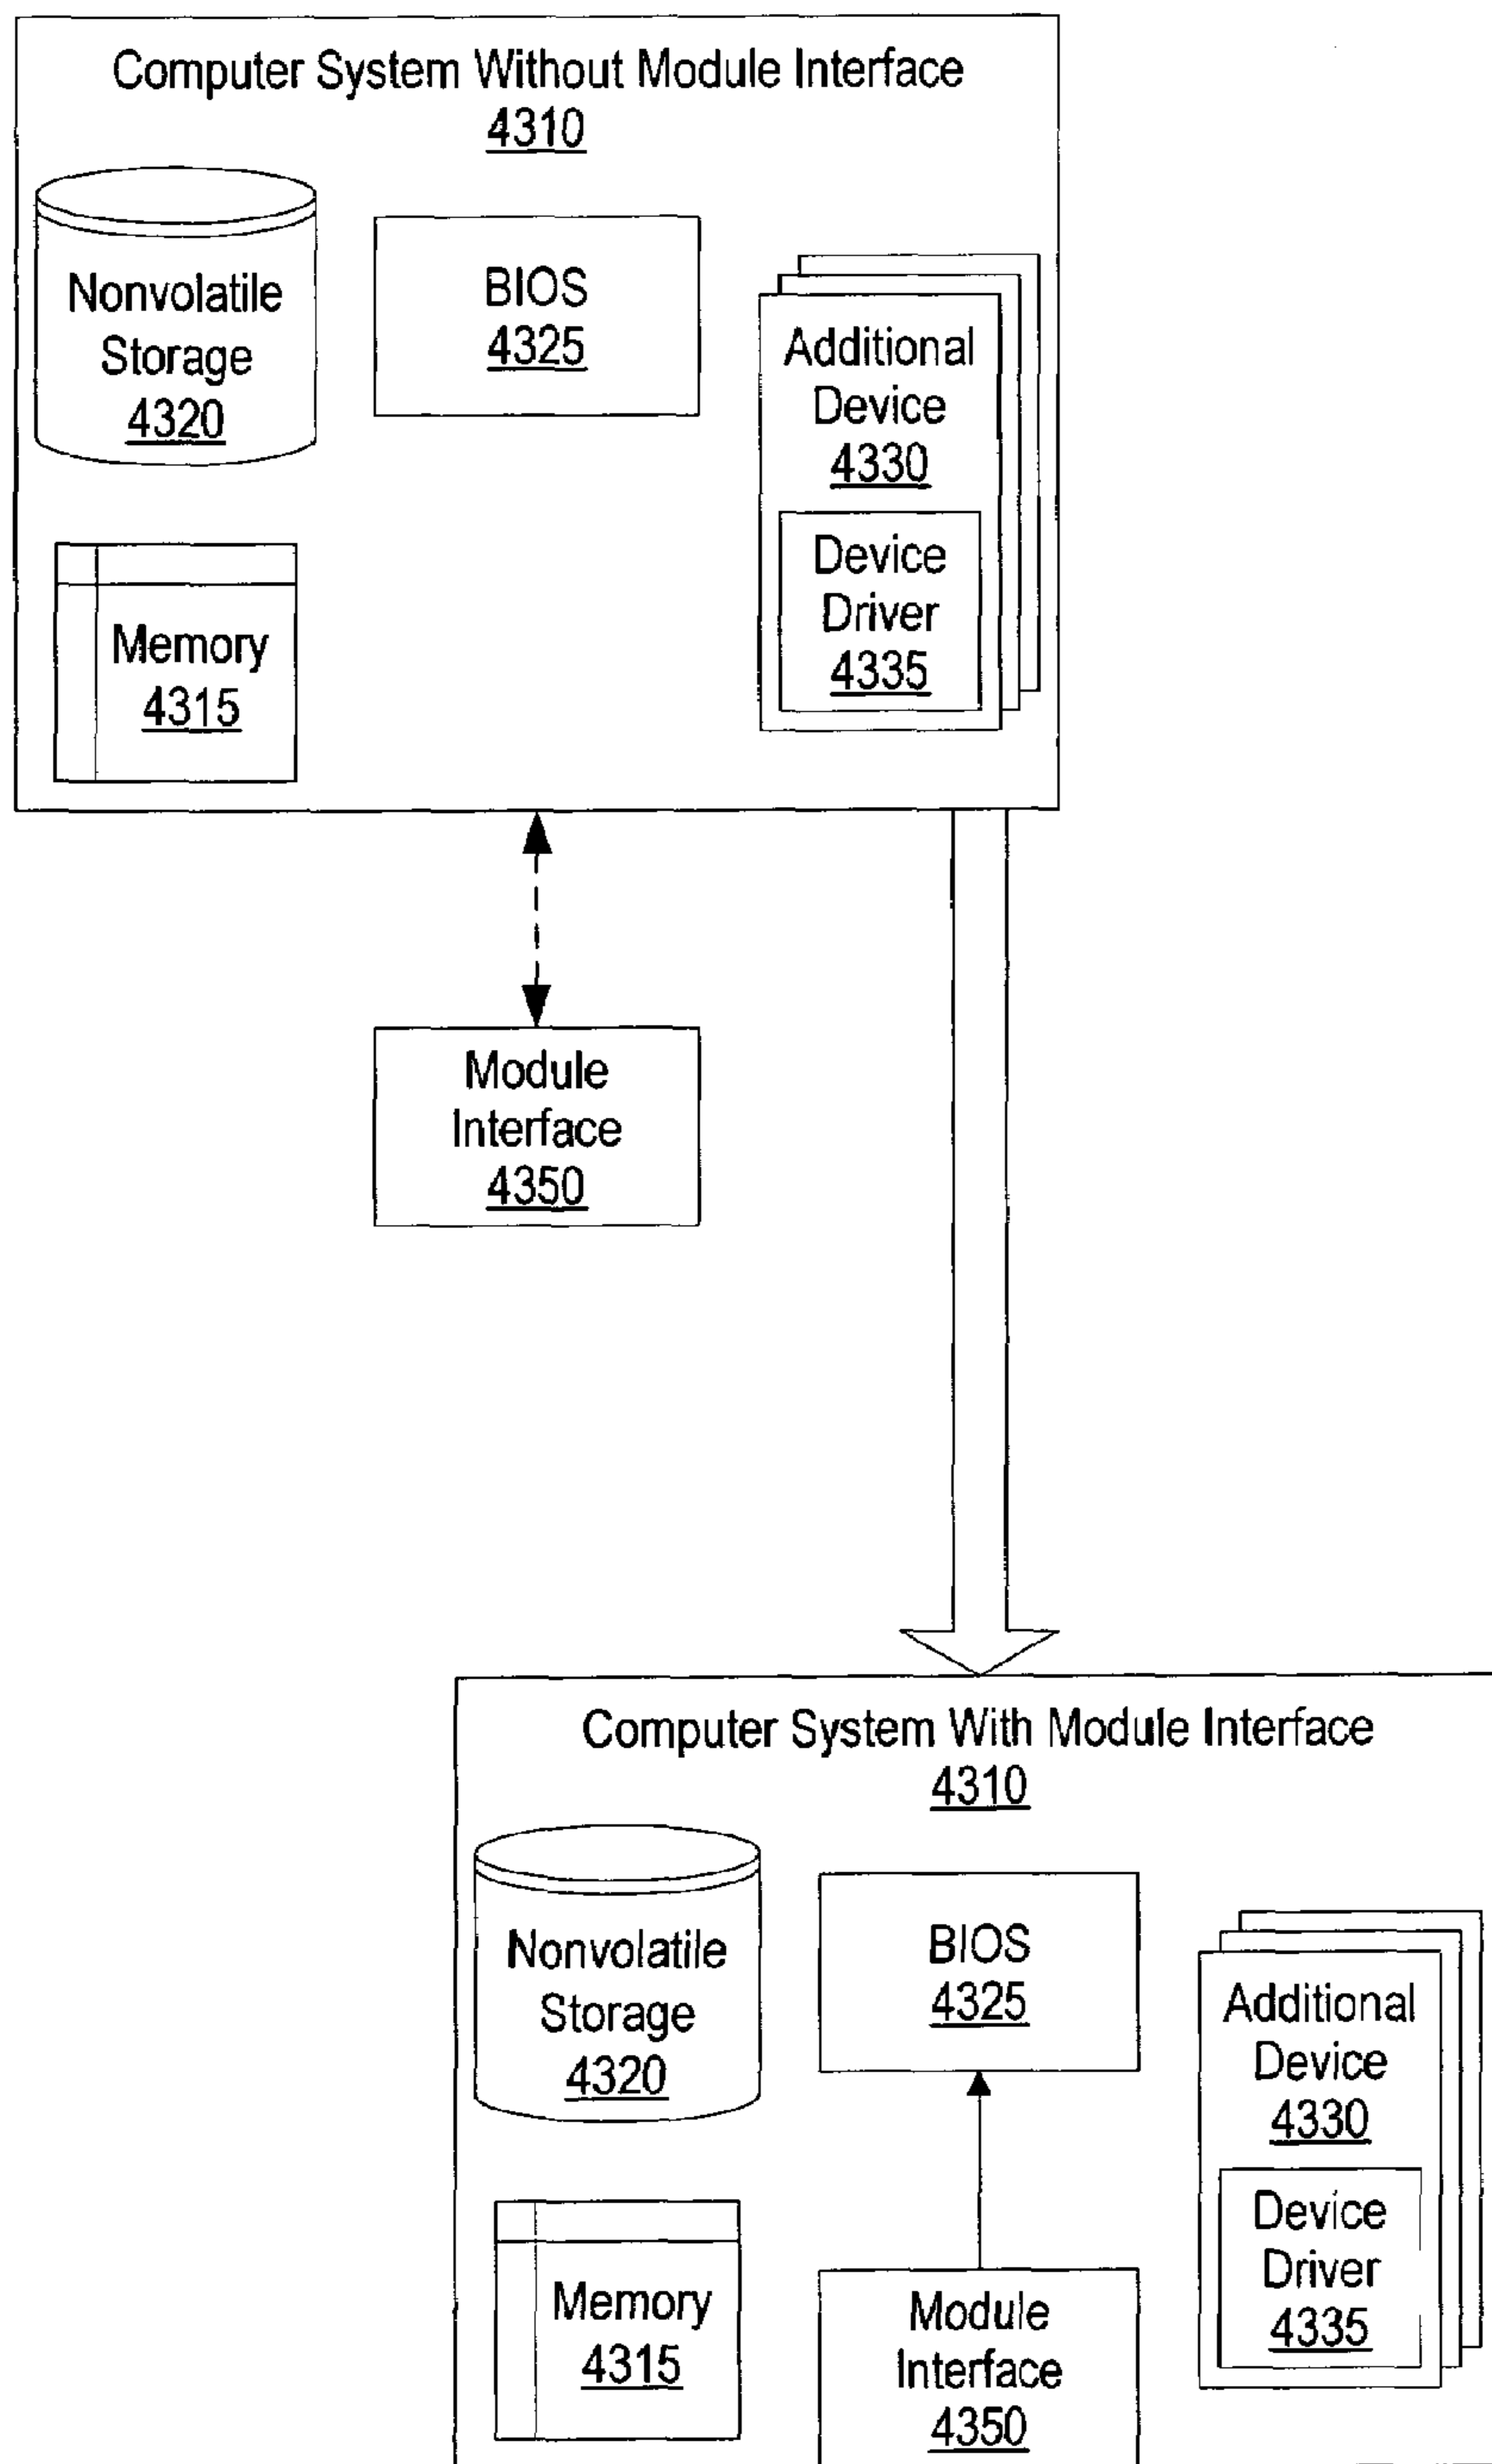 Computer System Without Module Interface
4310
Nonvolatile
Storage
4320
BIOS
4325
Additional
Device
4330
Device
Driver
4335
Memory
4315
Module
Interface
4350
Computer System With Module Interface
4310
Nonvolatile
Storage
4320
BIOS
4325
Additional
Device
4330
Device
Driver
4335
Memory
4315
Module
Interface
4350